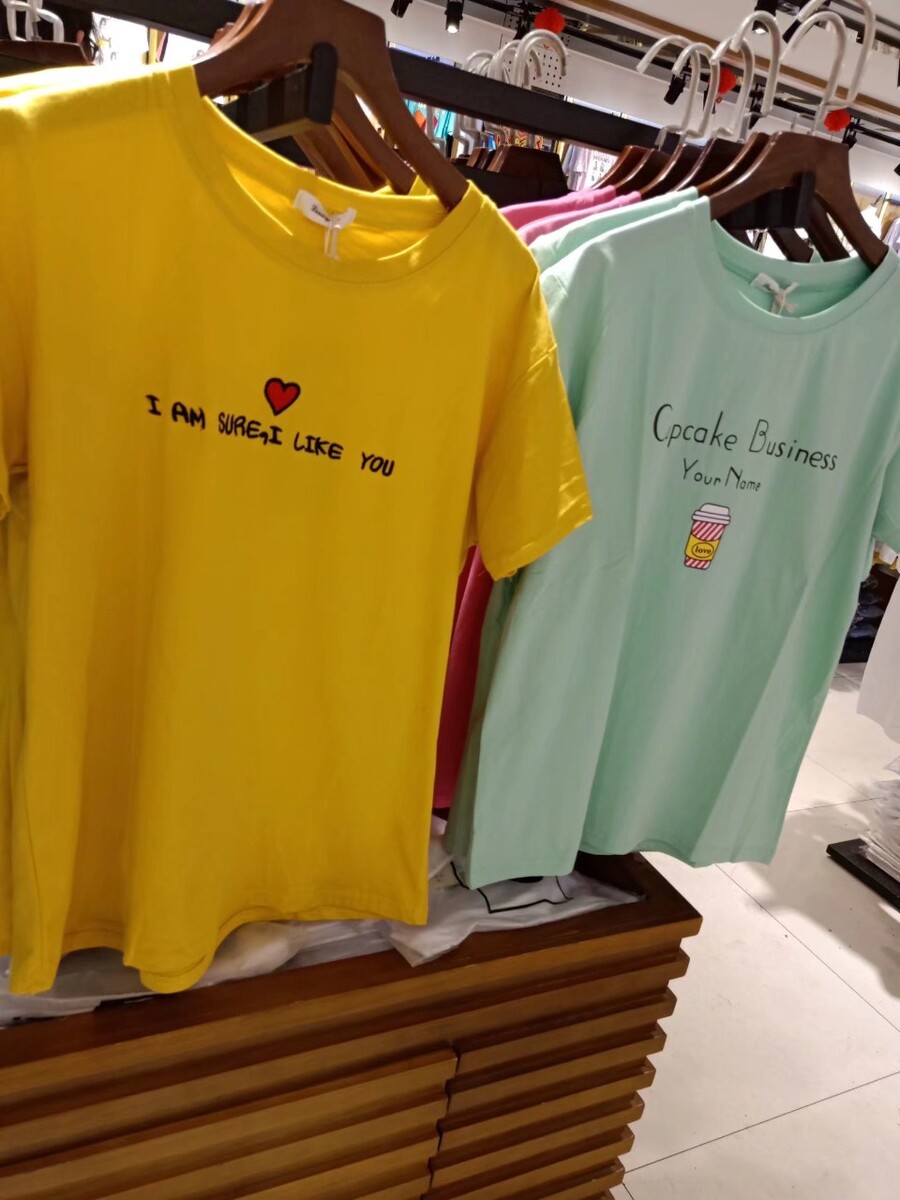 I AM SURE,I LIKE YOU
Cpcake Business
Your Name
love